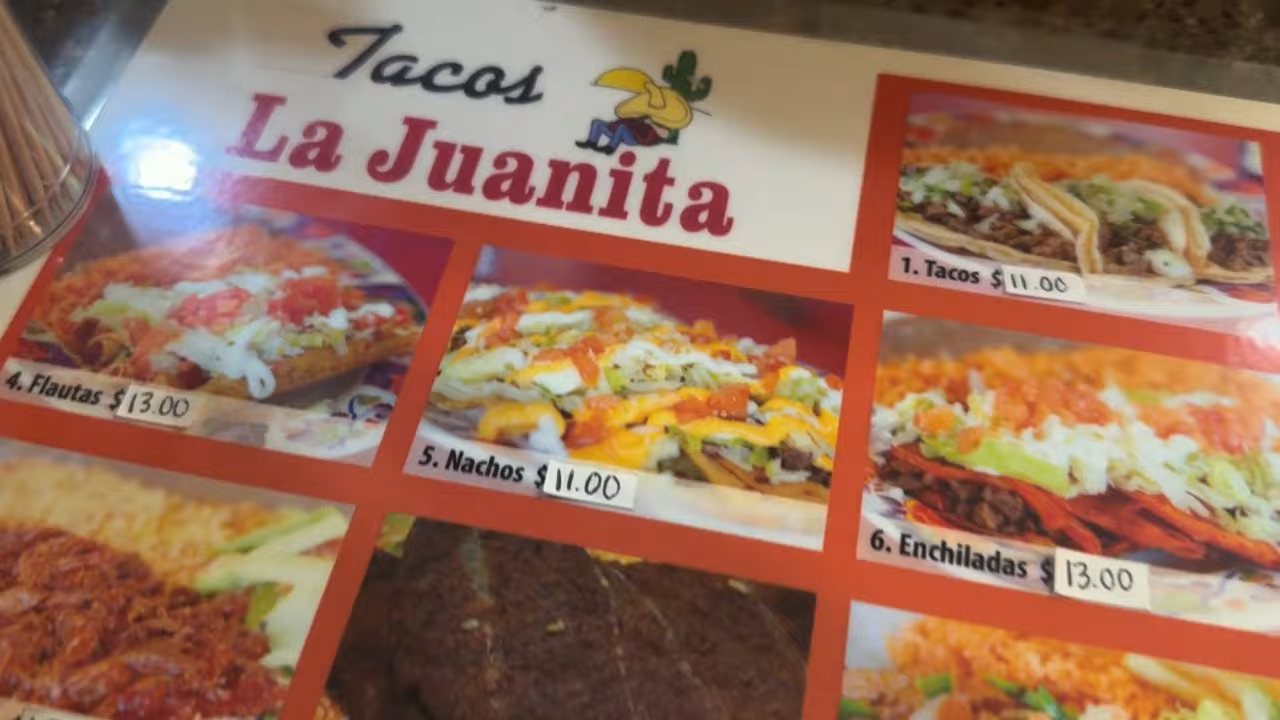 Tacos
La Juanita
1. Tacos $11.00
4. Flautas $13.00
5. Nachos $11.00
6. Enchiladas $13.00